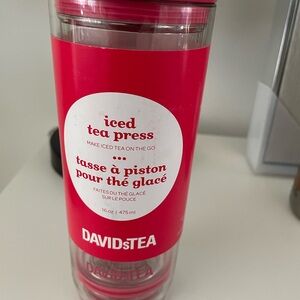 iced
tea press
MAKE ICED TEA ON THE GO
•••
tasse à piston
pour thé glacé
FAITES DU THÉ GLACÉ
SUR LE POUCE
16 oz | 475 ml
DAVIDsTEA
DAVIDsTEA